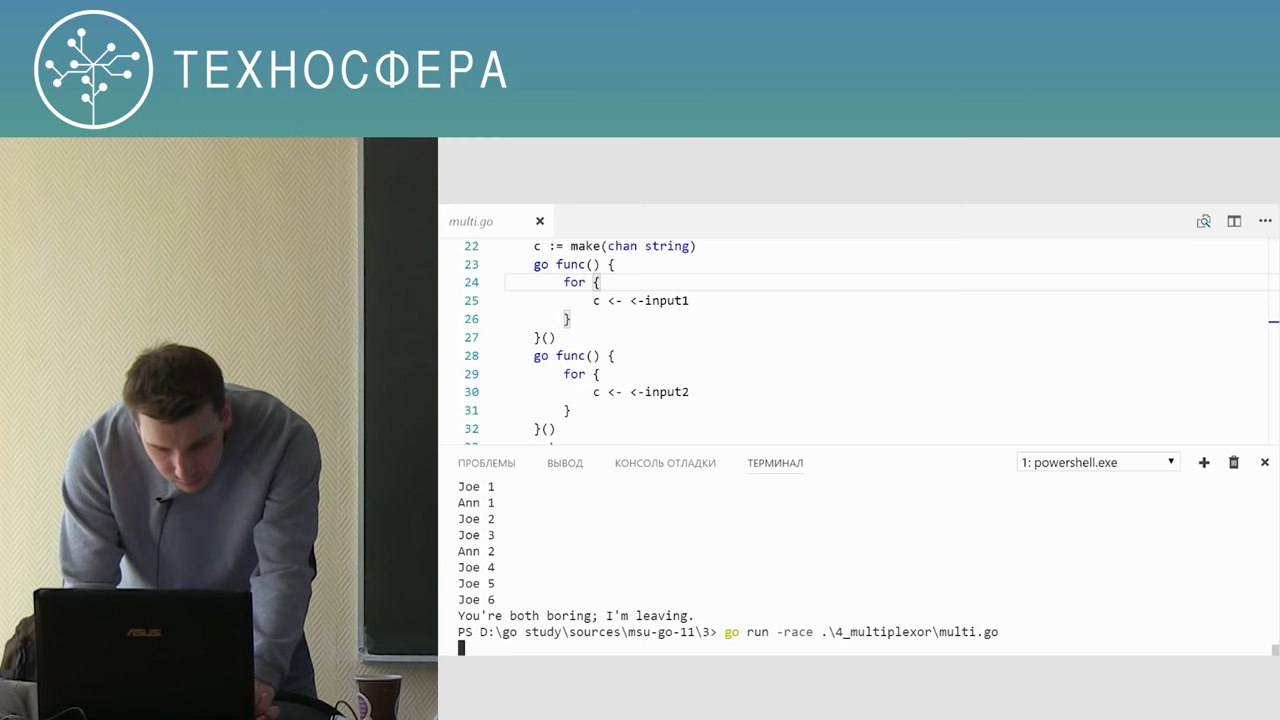 ТЕХНОСФЕРА
multi.go
22 c := make(chan string)
23 go func() {
24 for {
25 c <- <-input1
26 }
27 }()
28 go func() {
29 for {
30 c <- <-input2
31 }
32 }()
ПРОБЛЕМЫ ВЫВОД КОНСОЛЬ ОТЛАДКИ ТЕРМИНАЛ 1: powershell.exe
Joe 1
Ann 1
Joe 2
Joe 3
Ann 2
Joe 4
Joe 5
Joe 6
You're both boring; I'm leaving.
PS D:\go study\sources\msu-go-11\3> go run -race .\4_multiplexor\multi.go
ASUS